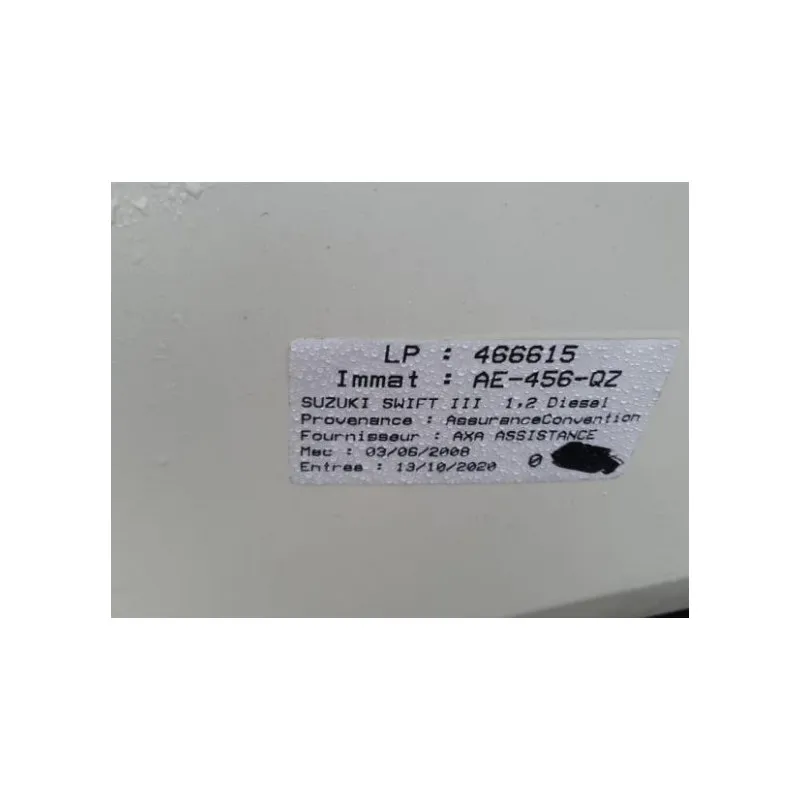 LP : 466615
Immat : AE-456-QZ
SUZUKI SWIFT III 1,2 Diesel
Provenance : AssuranceConvention
Fournisseur : AXA ASSISTANCE
Mec : 03/06/2008
Entree : 13/10/2020 0